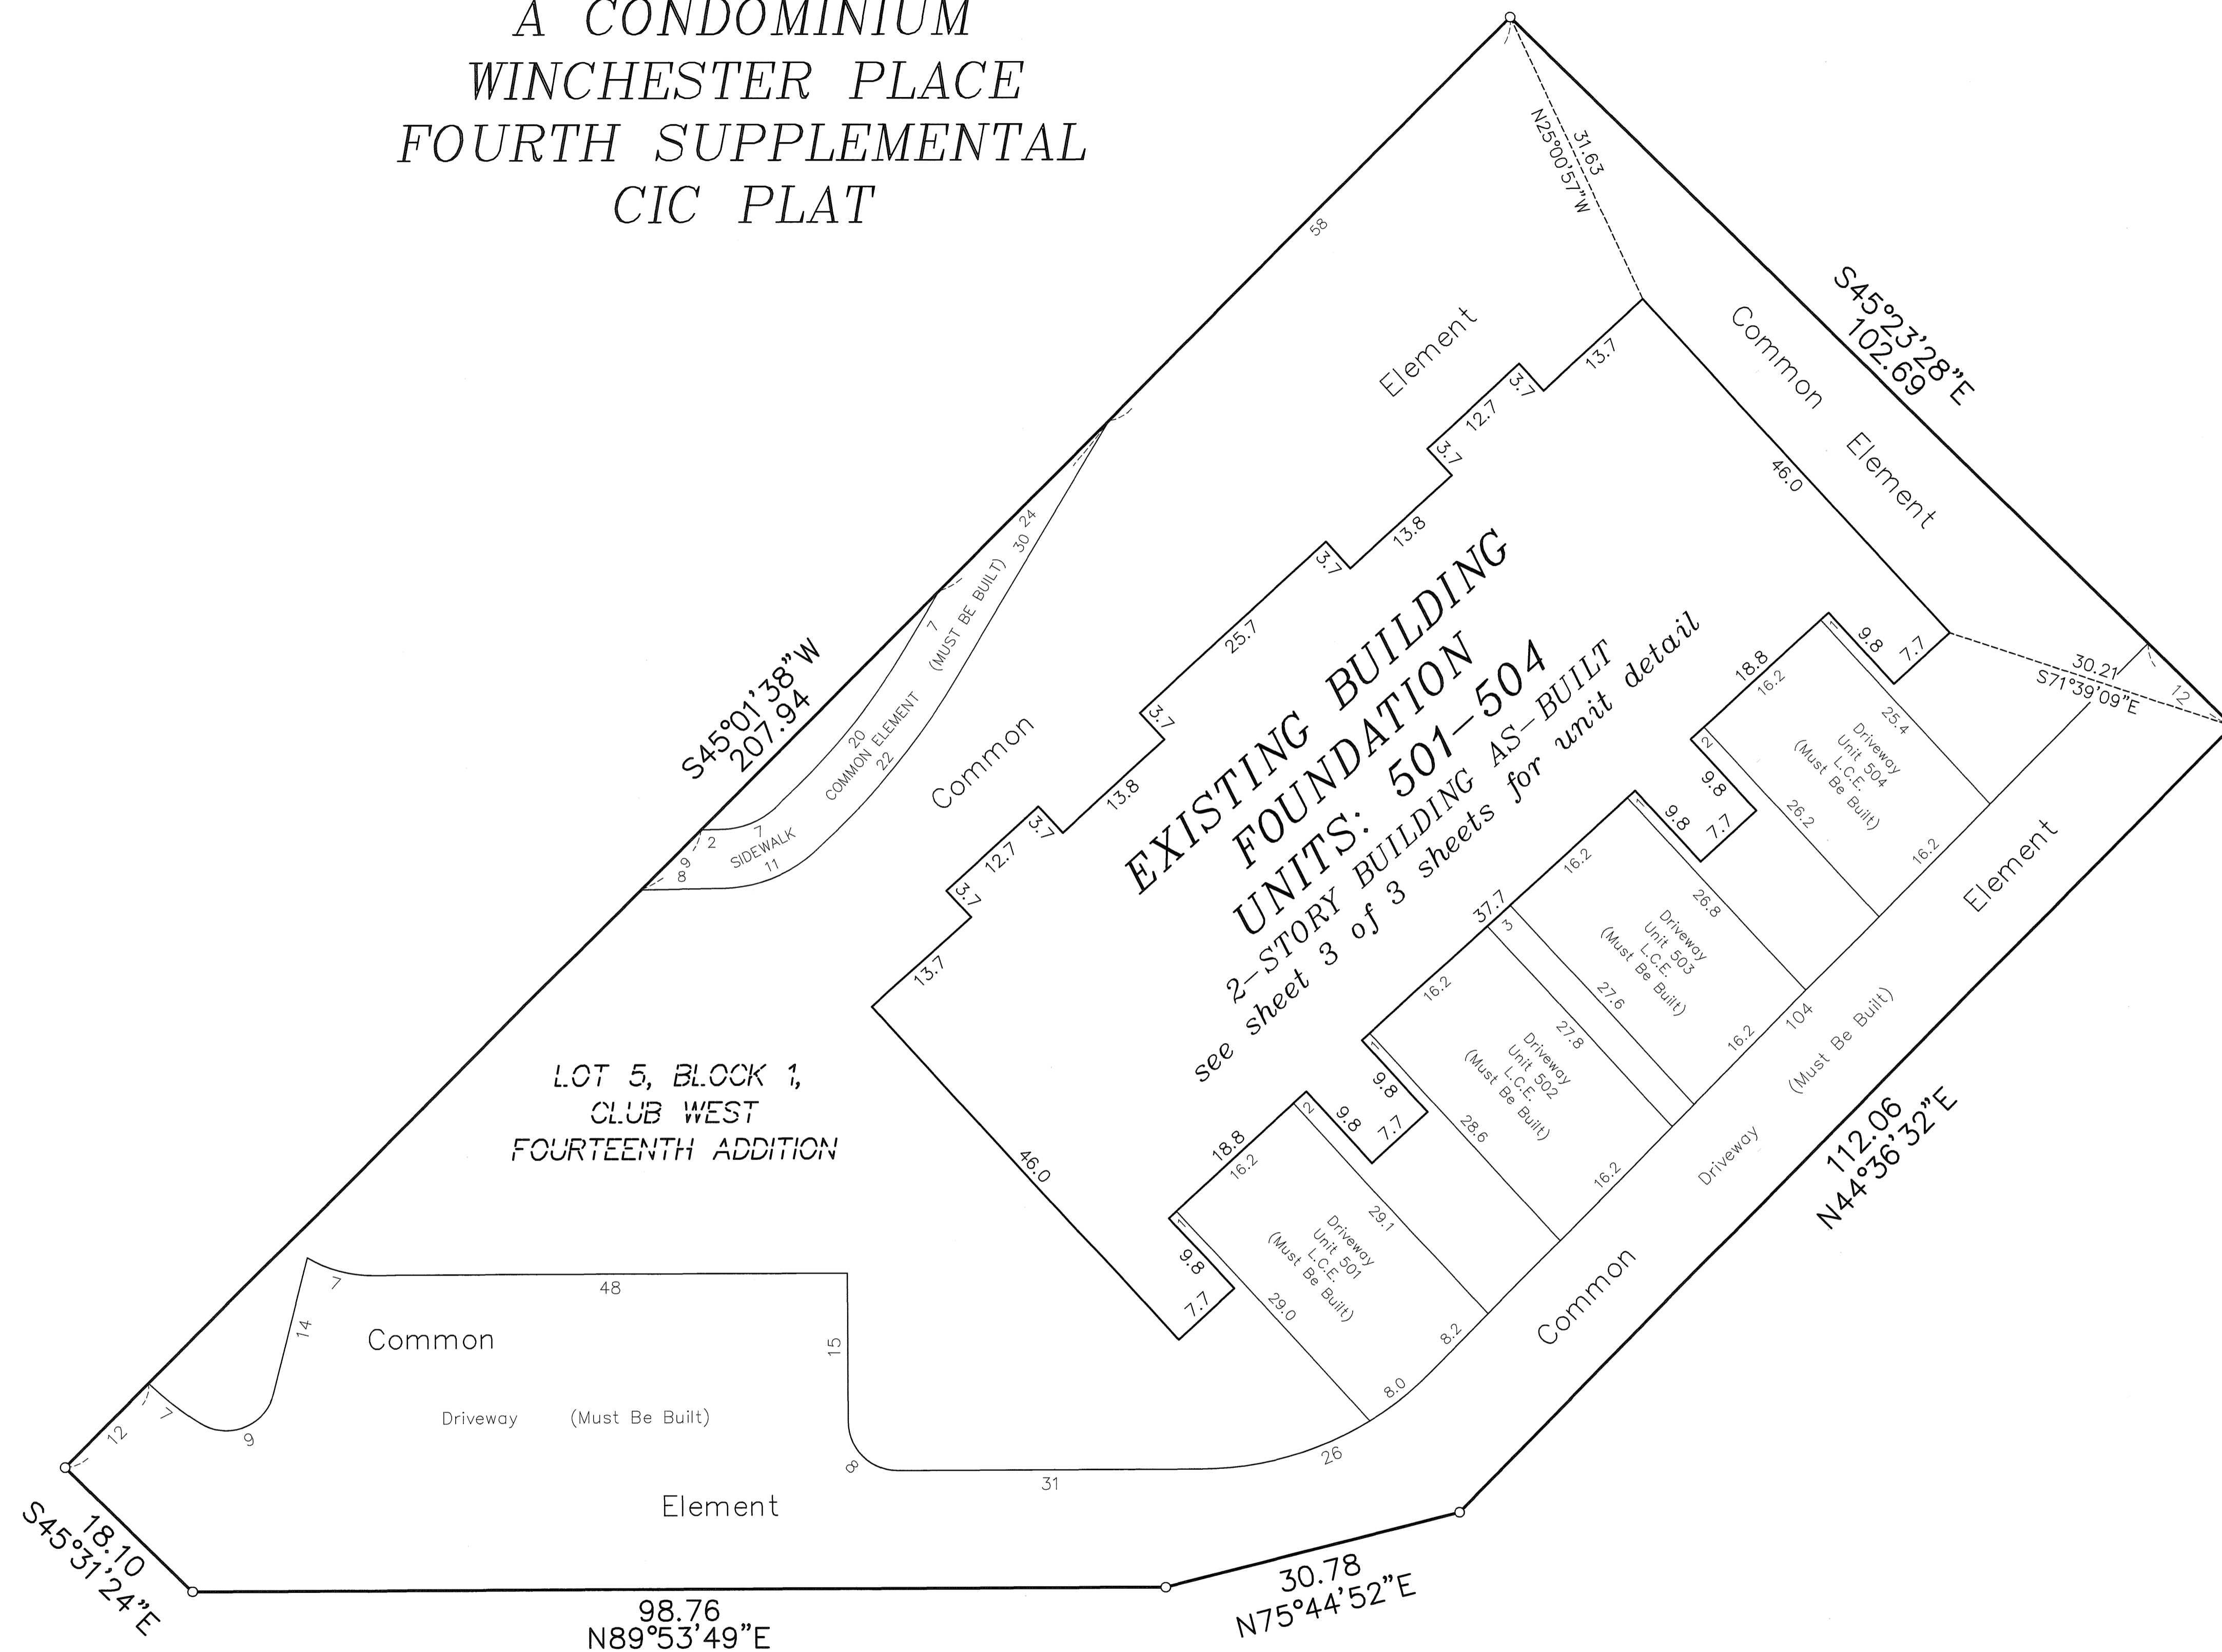 A CONDOMINIUM
WINCHESTER PLACE
FOURTH SUPPLEMENTAL
CIC PLAT
58
31.63
N25°00'57"W
S45°23'28"E
102.69
Common
Element
Element
Common
46.0
13.7
3.7
12.7
3.7
13.8
3.7
25.7
3.7
13.8
3.7
12.7
3.7
13.7
46.0
S45°01'38"W
207.94
24
30
7
(MUST BE BUILT)
20
COMMON ELEMENT
22
7
SIDEWALK
11
2
9
8
EXISTING BUILDING
FOUNDATION
UNITS: 501-504
2-STORY BUILDING AS-BUILT
see sheet 3 of 3 sheets for unit detail
30.21
S71°39'09"E
12
7.7
9.8
1
18.8
16.2
25.4
Driveway
Unit 504
L.C.E.
(Must Be Built)
26.2
2
9.8
7.7
16.2
9.8
1
16.2
26.8
Driveway
Unit 503
L.C.E.
(Must Be Built)
27.6
37.7
3
16.2
104
16.2
27.8
Driveway
Unit 502
L.C.E.
(Must Be Built)
28.6
1
9.8
7.7
16.2
9.8
2
18.8
16.2
29.1
Driveway
Unit 501
L.C.E.
(Must Be Built)
29.0
1
9.8
7.7
8.2
8.0
26
Element
(Must Be Built)
Driveway
Common
112.06
N44°36'32"E
LOT 5, BLOCK 1,
CLUB WEST
FOURTEENTH ADDITION
7
48
14
15
Common
Driveway (Must Be Built)
Element
7
9
12
8
31
18.10
S45°31'24"E
98.76
N89°53'49"E
30.78
N75°44'52"E